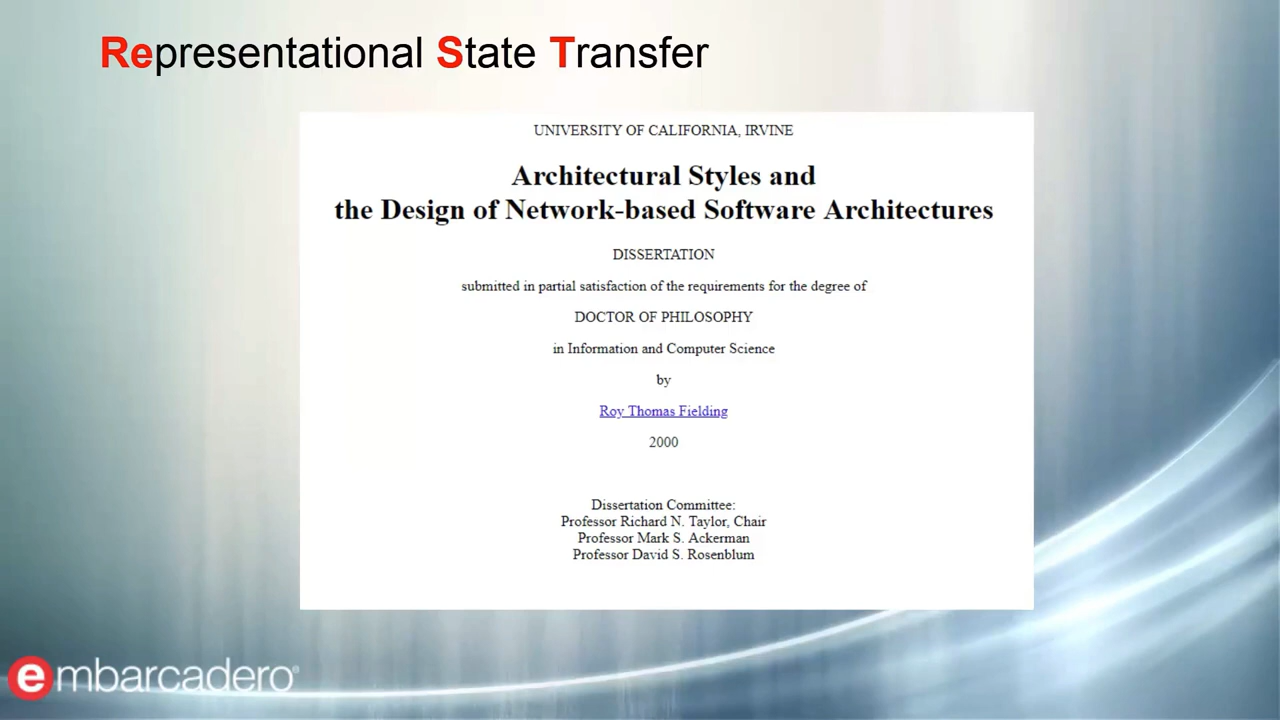 Representational State Transfer
UNIVERSITY OF CALIFORNIA, IRVINE
Architectural Styles and
the Design of Network-based Software Architectures
DISSERTATION
submitted in partial satisfaction of the requirements for the degree of
DOCTOR OF PHILOSOPHY
in Information and Computer Science
by
Roy Thomas Fielding
2000
Dissertation Committee:
Professor Richard N. Taylor, Chair
Professor Mark S. Ackerman
Professor David S. Rosenblum
embarcadero®